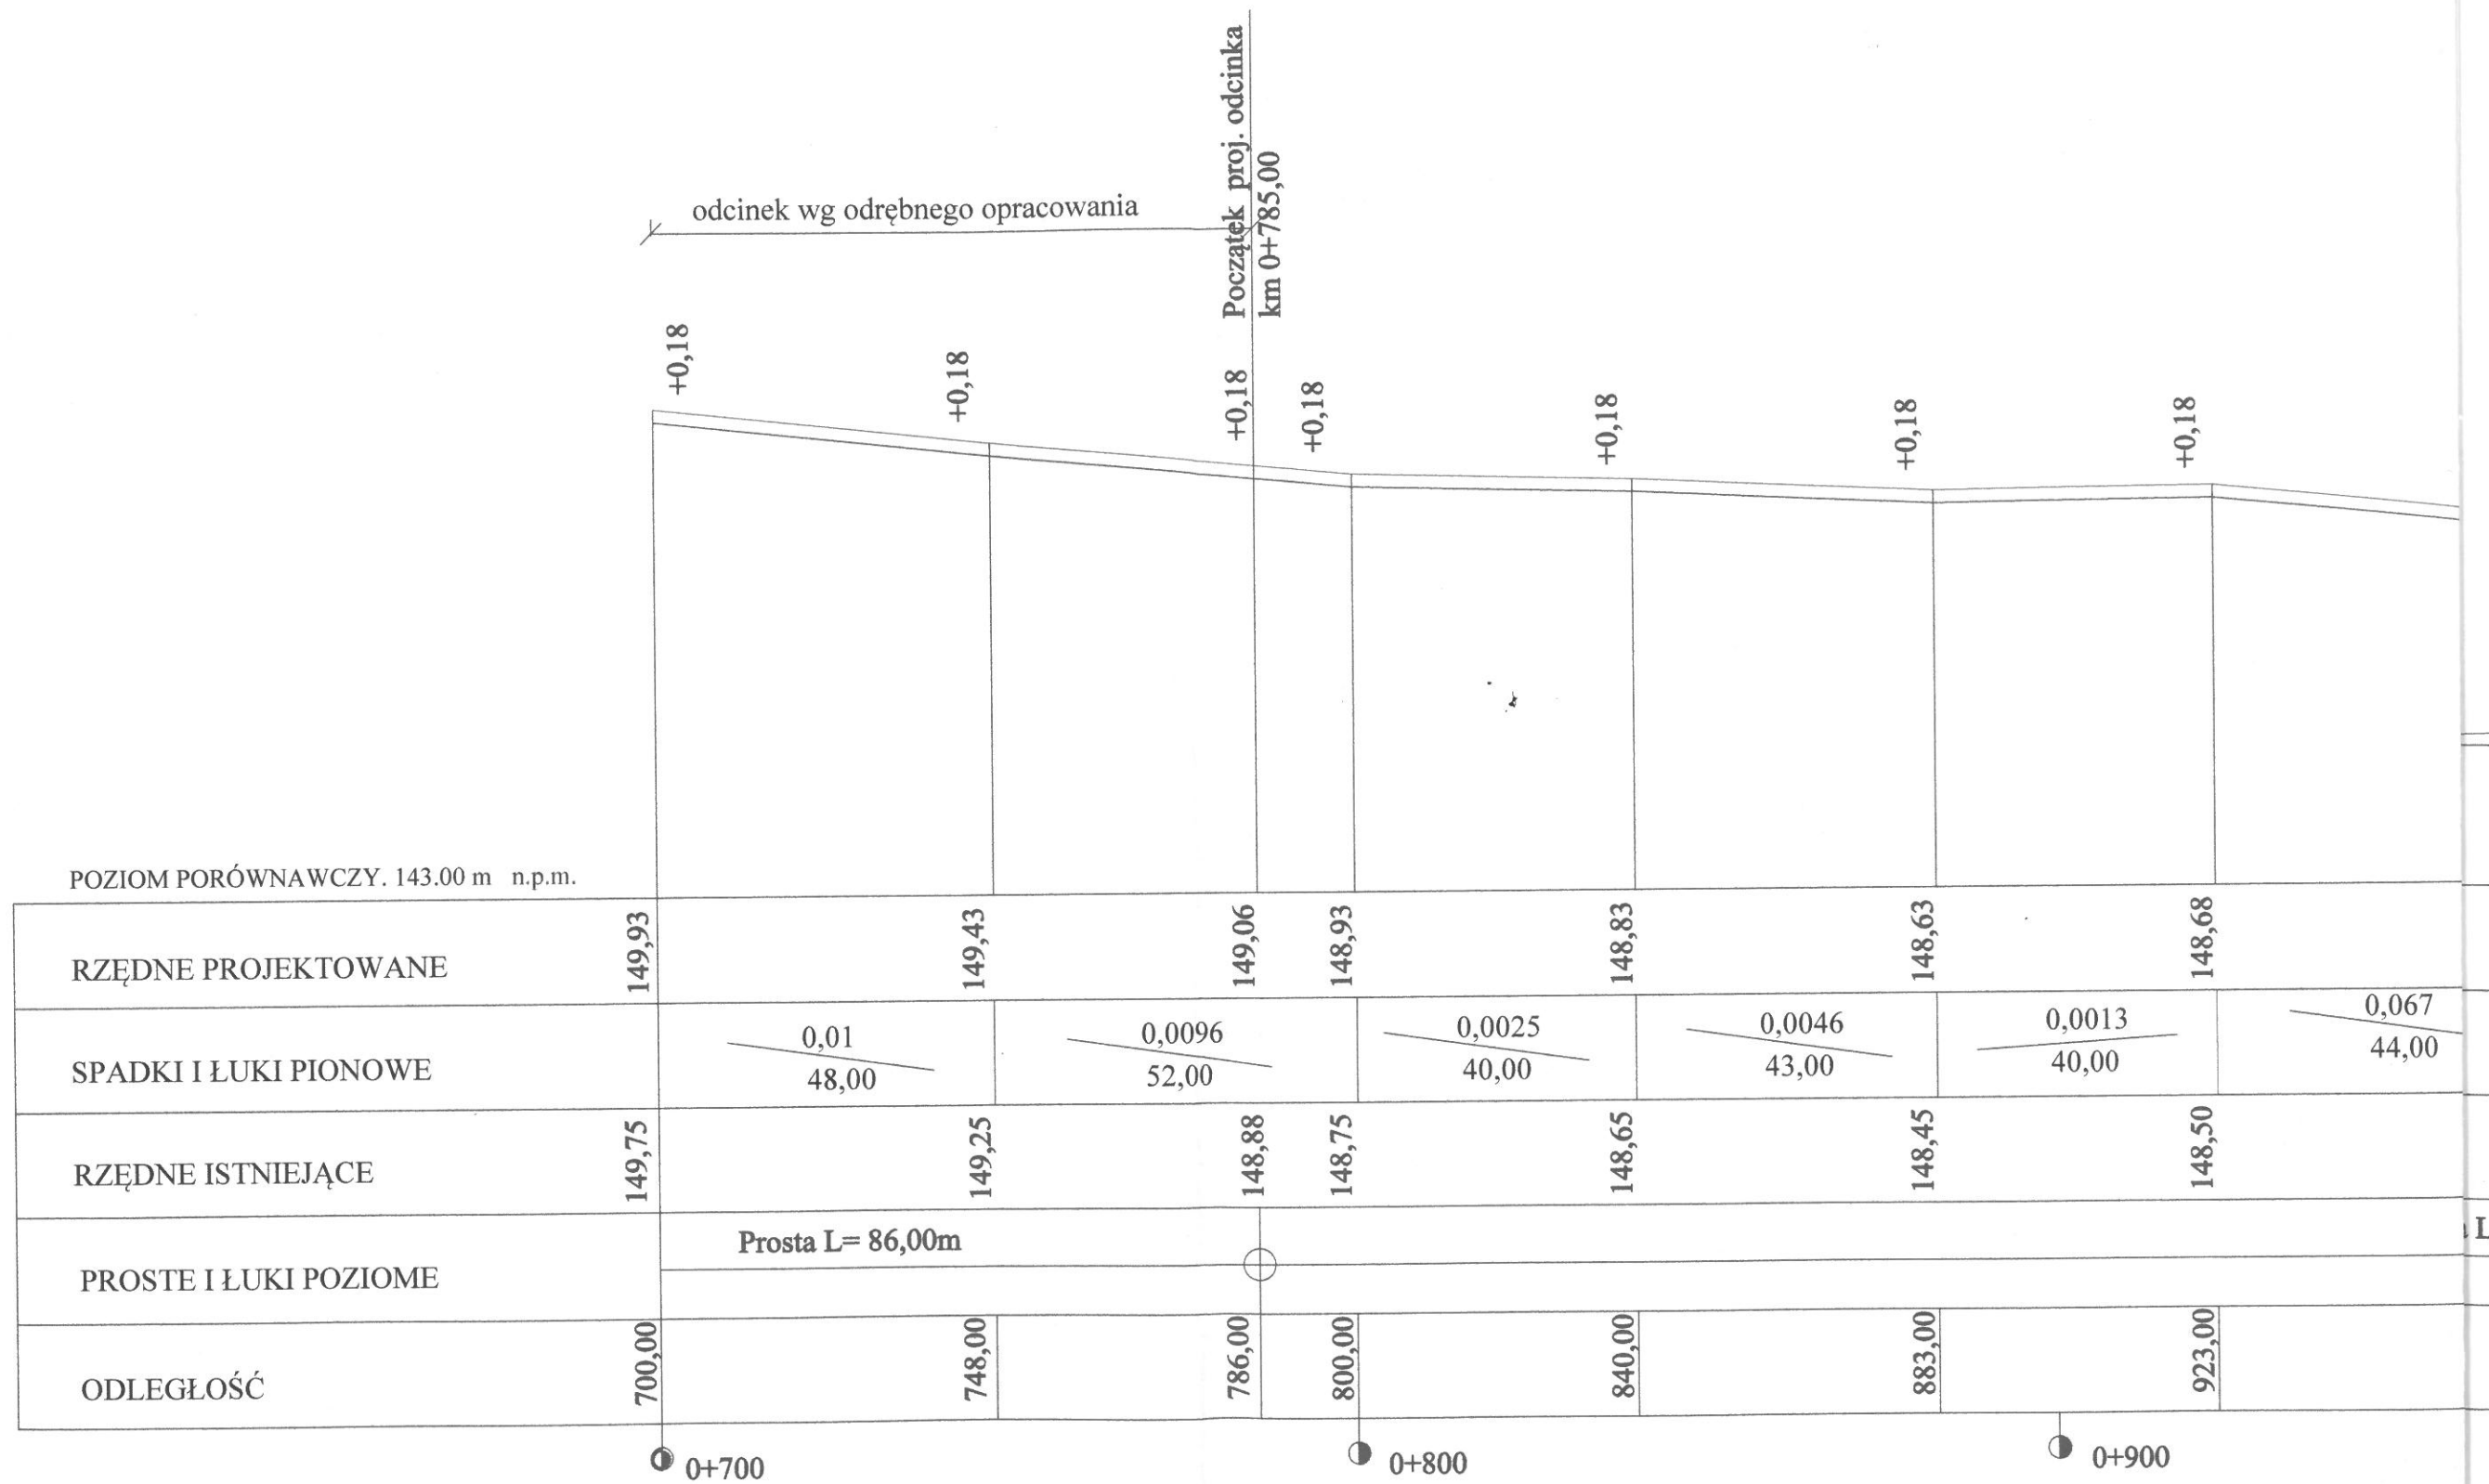 Początek proj. odcinka
km 0+785,00
odcinek wg odrębnego opracowania
+0,18 +0,18 +0,18 +0,18 +0,18 +0,18 +0,18
POZIOM PORÓWNAWCZY. 143.00 m n.p.m.
RZĘDNE PROJEKTOWANE 149,93 149,43 149,06 148,93 148,83 148,63 148,68
SPADKI I ŁUKI PIONOWE
0,01 0,0096 0,0025 0,0046 0,0013 0,067
48,00 52,00 40,00 43,00 40,00 44,00
RZĘDNE ISTNIEJĄCE 149,75 149,25 148,88 148,75 148,65 148,45 148,50
Prosta L= 86,00m
L
PROSTE I ŁUKI POZIOME
ODLEGŁOŚĆ 700,00 748,00 786,00 800,00 840,00 883,00 923,00
0+700 0+800 0+900